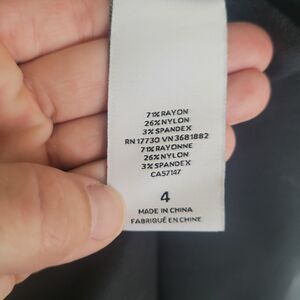 71% RAYON
26% NYLON
3% SPANDEX
RN 17730 VN 3681882
71% RAYONNE
26% NYLON
3% SPANDEX
CA57147
4
MADE IN CHINA
FABRIQUÉ EN CHINE